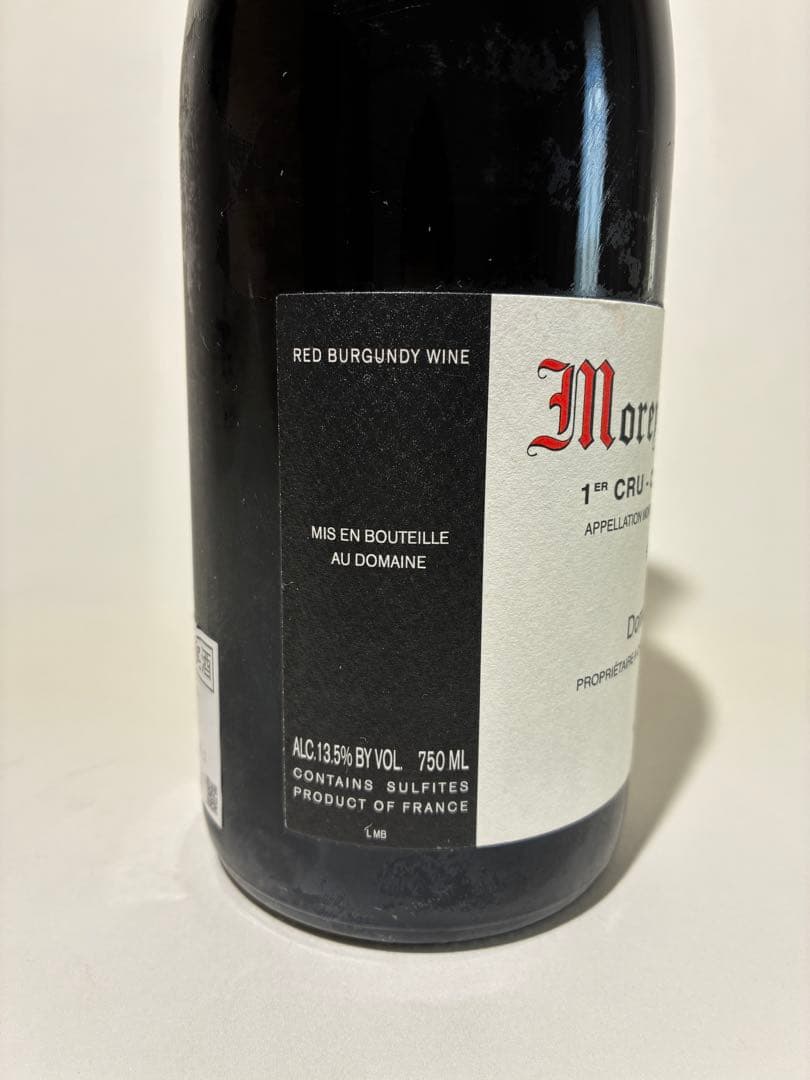 RED BURGUNDY WINE
MIS EN BOUTEILLE
AU DOMAINE
ALC.13.5% BY VOL. 750 ML
CONTAINS SULFITES
PRODUCT OF FRANCE
LMB
Morey
1ER CRU -
APPELLATION
PROPRIÉTAIRE
酒